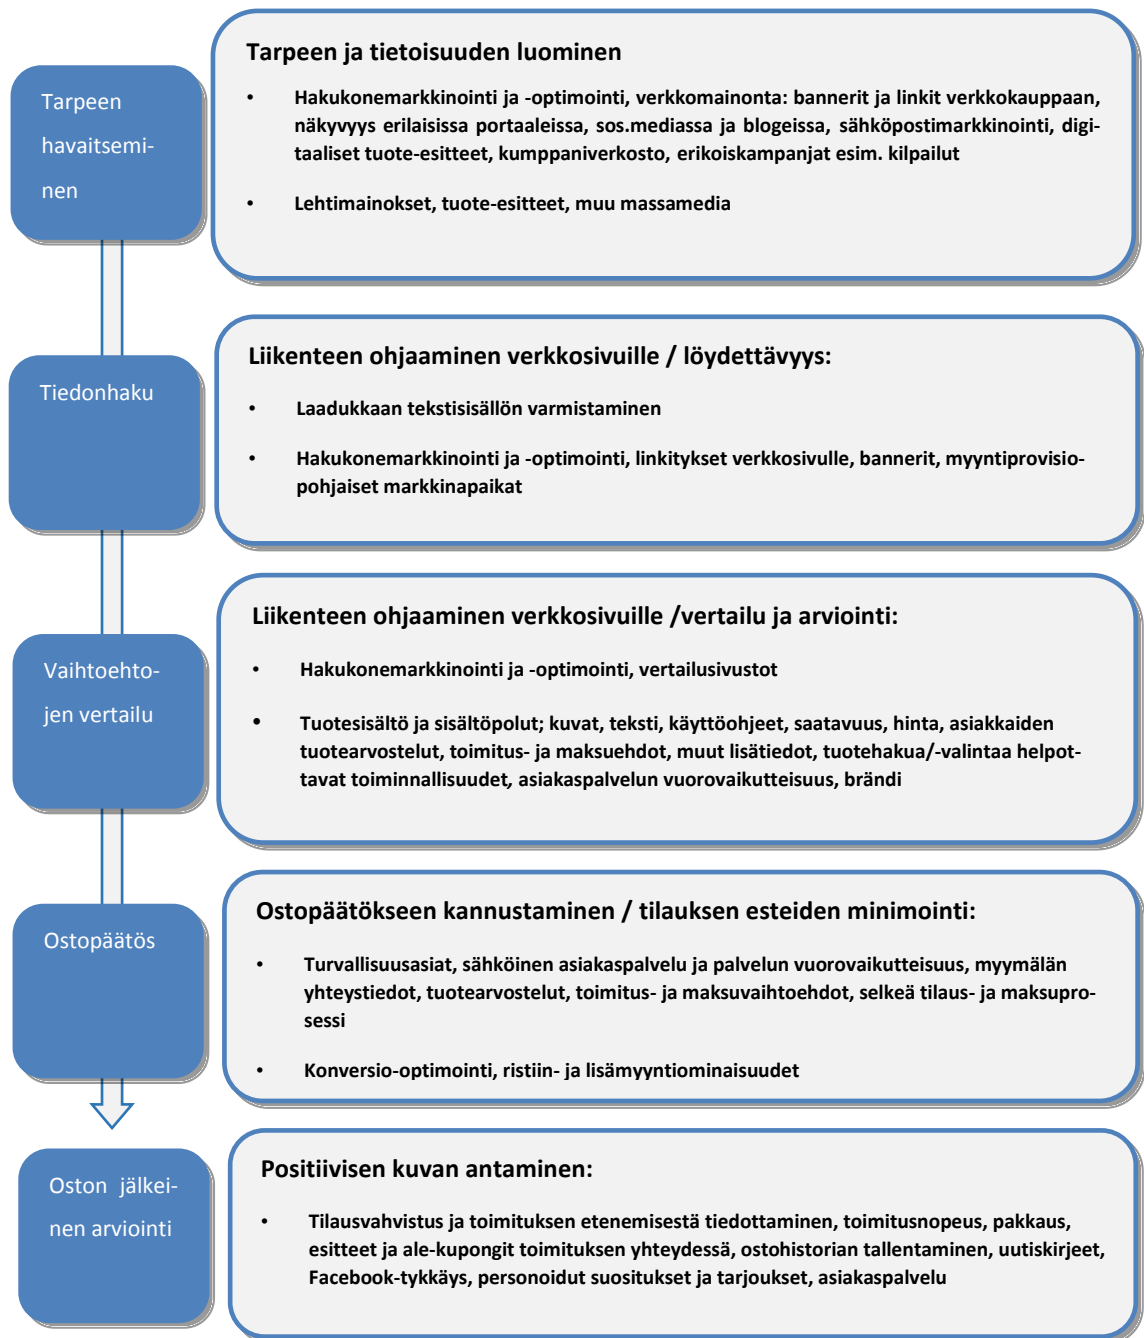 Tarpeen
havaitsemi-
nen
Tarpeen ja tietoisuuden luominen
• Hakukonemarkkinointi ja -optimointi, verkkomainonta: bannerit ja linkit verkkokauppaan,
näkyvyys erilaisissa portaaleissa, sos.mediassa ja blogeissa, sähköpostimarkkinointi, digi-
taaliset tuote-esitteet, kumppaniverkosto, erikoiskampanjat esim. kilpailut
• Lehtimainokset, tuote-esitteet, muu massamedia
Tiedonhaku
Liikenteen ohjaaminen verkkosivuille / löydettävyys:
• Laadukkaan tekstisisällön varmistaminen
• Hakukonemarkkinointi ja -optimointi, linkitykset verkkosivulle, bannerit, myyntiprovisio-
pohjaiset markkinapaikat
Vaihtoehto-
jen vertailu
Liikenteen ohjaaminen verkkosivuille /vertailu ja arviointi:
• Hakukonemarkkinointi ja -optimointi, vertailusivustot
• Tuotesisältö ja sisältöpolut; kuvat, teksti, käyttöohjeet, saatavuus, hinta, asiakkaiden
tuotearvostelut, toimitus- ja maksuehdot, muut lisätiedot, tuotehakua/-valintaa helpot-
tavat toiminnallisuudet, asiakaspalvelun vuorovaikutteisuus, brändi
Ostopäätös
Ostopäätökseen kannustaminen / tilauksen esteiden minimointi:
• Turvallisuusasiat, sähköinen asiakaspalvelu ja palvelun vuorovaikutteisuus, myymälän
yhteystiedot, tuotearvostelut, toimitus- ja maksuvaihtoehdot, selkeä tilaus- ja maksupro-
sessi
• Konversio-optimointi, ristiin- ja lisämyyntiominaisuudet
Oston jälkei-
nen arviointi
Positiivisen kuvan antaminen:
• Tilausvahvistus ja toimituksen etenemisestä tiedottaminen, toimitusnopeus, pakkaus,
esitteet ja ale-kupongit toimituksen yhteydessä, ostohistorian tallentaminen, uutiskirjeet,
Facebook-tykkäys, personoidut suositukset ja tarjoukset, asiakaspalvelu